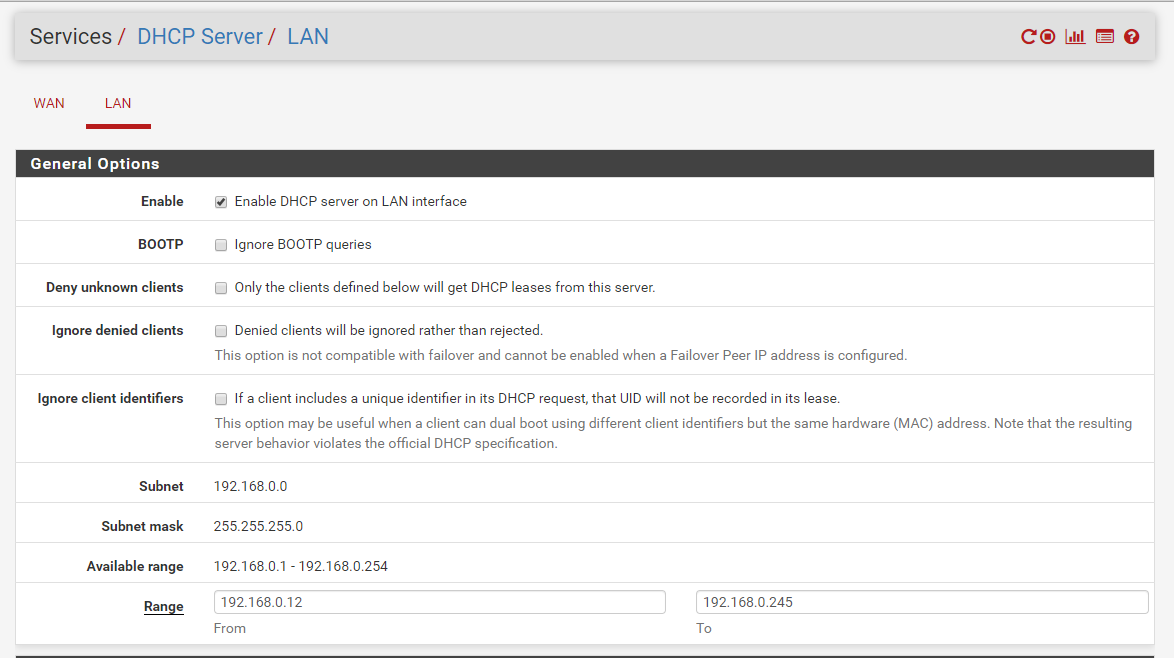 Services / DHCP Server / LAN
WAN LAN
General Options
Enable Enable DHCP server on LAN interface
BOOTP Ignore BOOTP queries
Deny unknown clients Only the clients defined below will get DHCP leases from this server.
Ignore denied clients Denied clients will be ignored rather than rejected.
This option is not compatible with failover and cannot be enabled when a Failover Peer IP address is configured.
Ignore client identifiers If a client includes a unique identifier in its DHCP request, that UID will not be recorded in its lease.
This option may be useful when a client can dual boot using different client identifiers but the same hardware (MAC) address. Note that the resulting
server behavior violates the official DHCP specification.
Subnet 192.168.0.0
Subnet mask 255.255.255.0
Available range 192.168.0.1 - 192.168.0.254
Range 192.168.0.12 192.168.0.245
From To